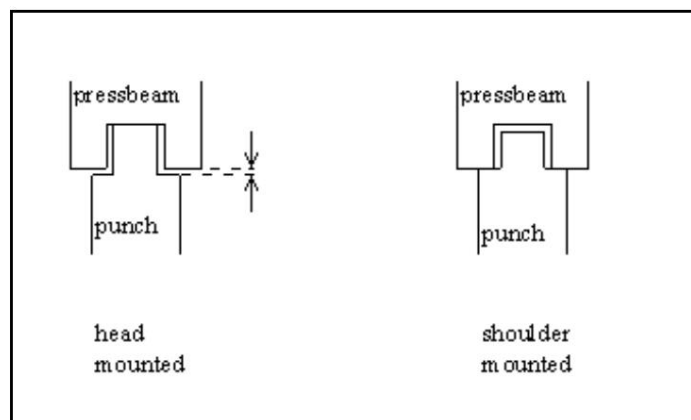 pressbeam
pressbeam
punch
punch
head
mounted
shoulder
mounted